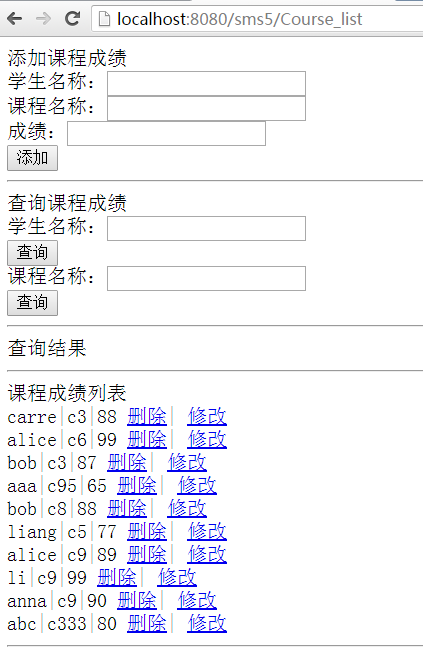 localhost:8080/sms5/Course_list
添加课程成绩
学生名称：
课程名称：
成绩：
添加
查询课程成绩
学生名称：
查询
课程名称：
查询
查询结果
课程成绩列表
carre|c3|88 删除| 修改
alice|c6|99 删除| 修改
bob|c3|87 删除| 修改
aaa|c95|65 删除| 修改
bob|c8|88 删除| 修改
liang|c5|77 删除| 修改
alice|c9|89 删除| 修改
li|c9|99 删除| 修改
anna|c9|90 删除| 修改
abc|c333|80 删除| 修改